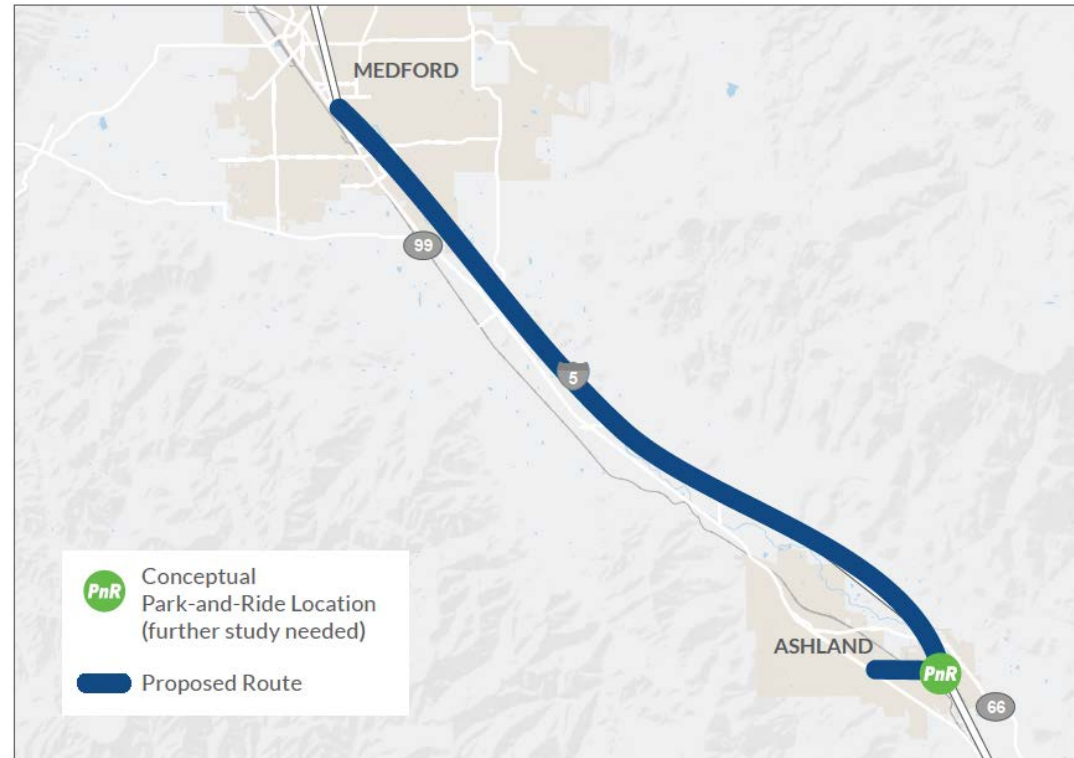 MEDFORD
99
5
ASHLAND
PnR
66
PnR
Conceptual
Park-and-Ride Location
(further study needed)
Proposed Route